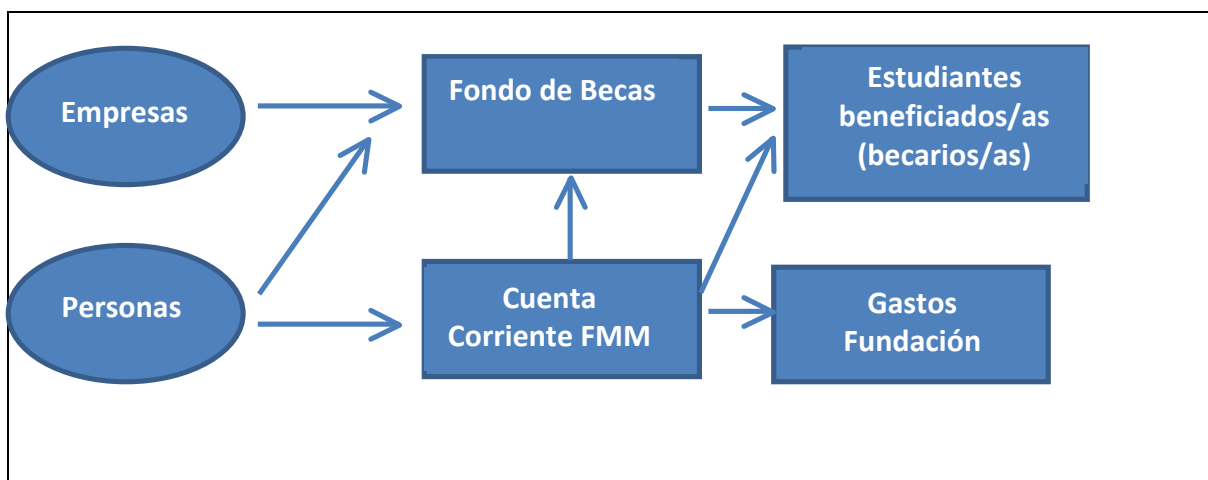 Empresas
Fondo de Becas
Estudiantes
beneficiados/as
(becarios/as)
Personas
Cuenta
Corriente FMM
Gastos
Fundación